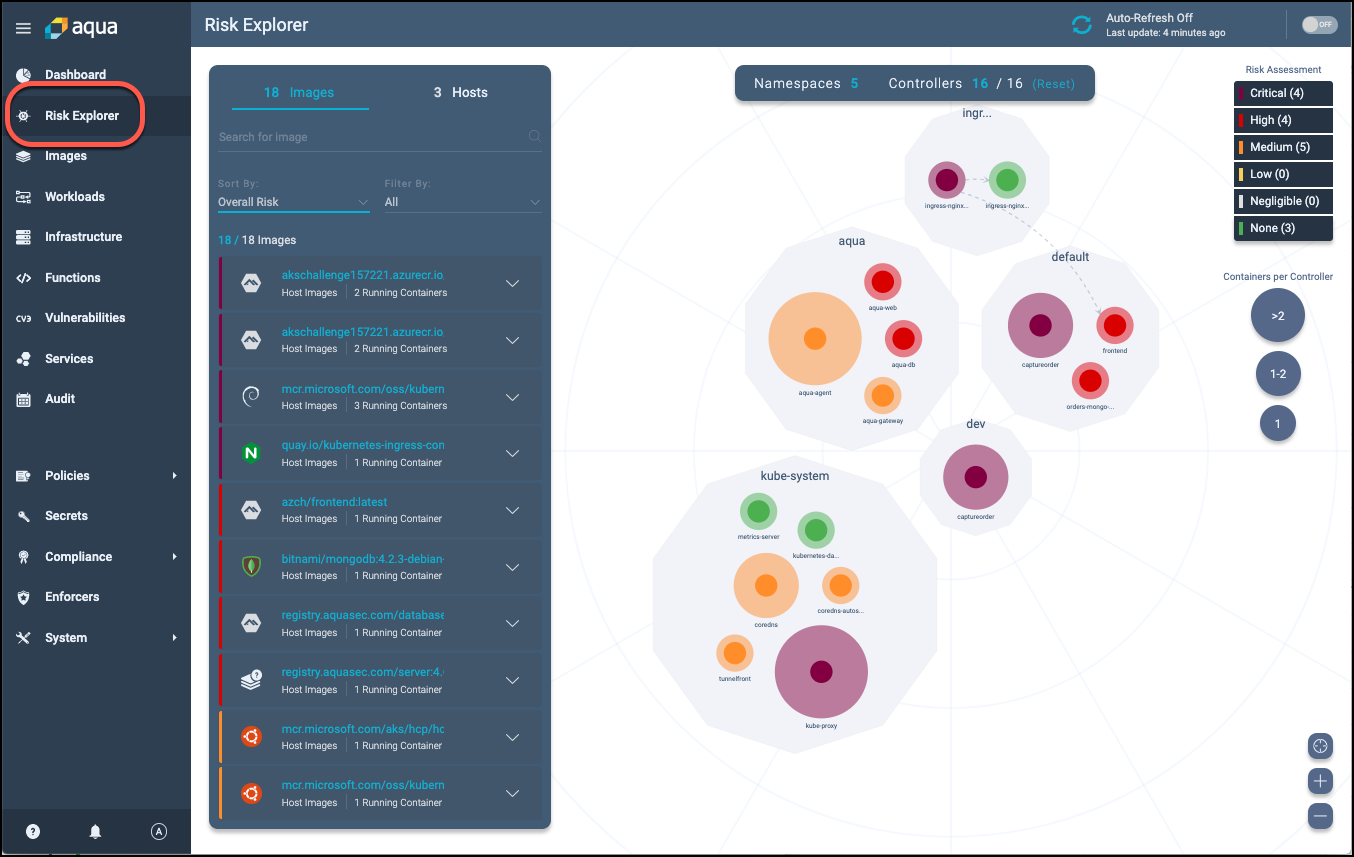 aqua
Risk Explorer
Auto-Refresh Off
Last update: 4 minutes ago
OFF
Dashboard
Risk Explorer
Images
Workloads
Infrastructure
Functions
CVE
Vulnerabilities
Services
Audit
Policies
Secrets
Compliance
Enforcers
System
?
A
18 Images
3 Hosts
Search for image
Sort By:
Filter By:
Overall Risk
All
18 / 18 Images
akschallenge157221.azurecr.io
Host Images
2 Running Containers
akschallenge157221.azurecr.io
Host Images
2 Running Containers
mcr.microsoft.com/oss/kubern
Host Images
3 Running Containers
N
quay.io/kubernetes-ingress-con
Host Images
1 Running Container
azch/frontend:latest
Host Images
1 Running Container
bitnami/mongodb:4.2.3-debian-
Host Images
1 Running Container
registry.aquasec.com/database
Host Images
1 Running Container
?
registry.aquasec.com/server:4.
Host Images
1 Running Container
mcr.microsoft.com/aks/hcp/hc
Host Images
1 Running Container
mcr.microsoft.com/oss/kubern
Host Images
1 Running Container
Namespaces 5 Controllers 16 / 16 (Reset)
ingr...
ingress-nginx...
ingress-nginx...
aqua
aqua-web
aqua-db
aqua-agent
aqua-gateway
default
captureorder
frontend
orders-mongo-...
dev
captureorder
kube-system
metrics-server
kubernetes-da...
coredns
coredns-autos...
tunnelfront
kube-proxy
Risk Assessment
Critical (4)
High (4)
Medium (5)
Low (0)
Negligible (0)
None (3)
Containers per Controller
>2
1-2
1